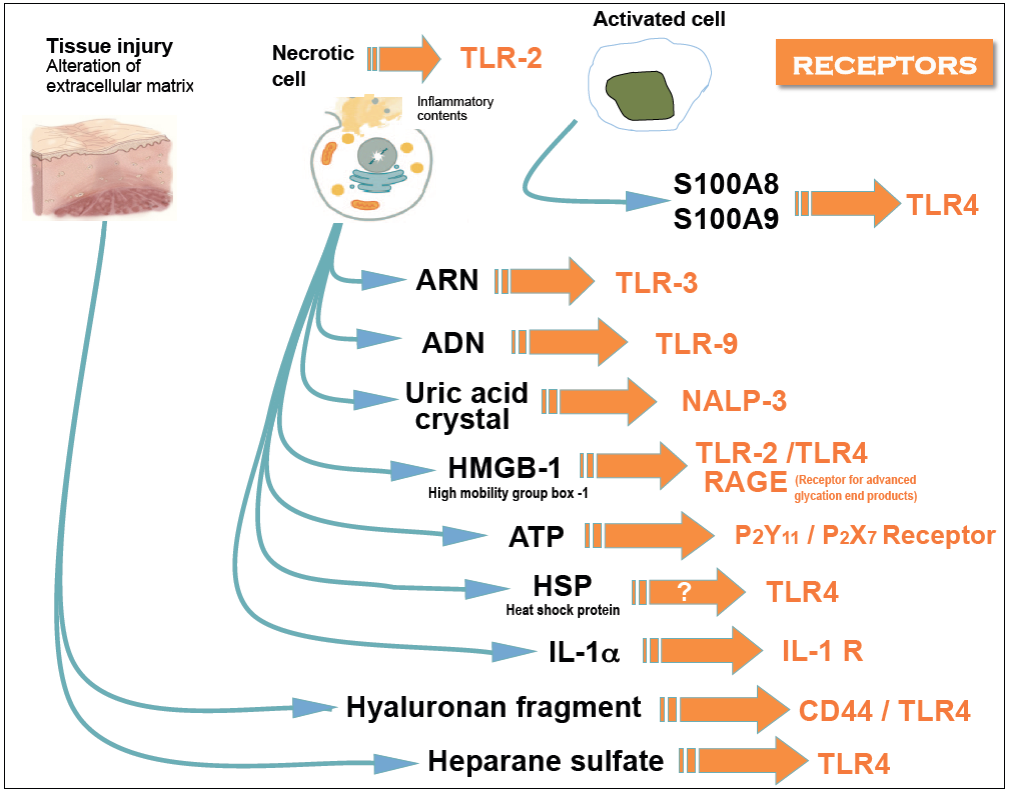 Tissue injury
Alteration of
extracellular matrix
Necrotic
cell
TLR-2
Inflammatory
contents
Activated cell
RECEPTORS
S100A8
S100A9
TLR4
ARN
TLR-3
ADN
TLR-9
Uric acid
crystal
NALP-3
HMGB-1
High mobility group box -1
TLR-2 /TLR4
RAGE (Receptor for advanced
glycation end products)
ATP
P2Y11 / P2X7 Receptor
HSP
Heat shock protein
?
TLR4
IL-1α
IL-1 R
Hyaluronan fragment
CD44 / TLR4
Heparane sulfate
TLR4